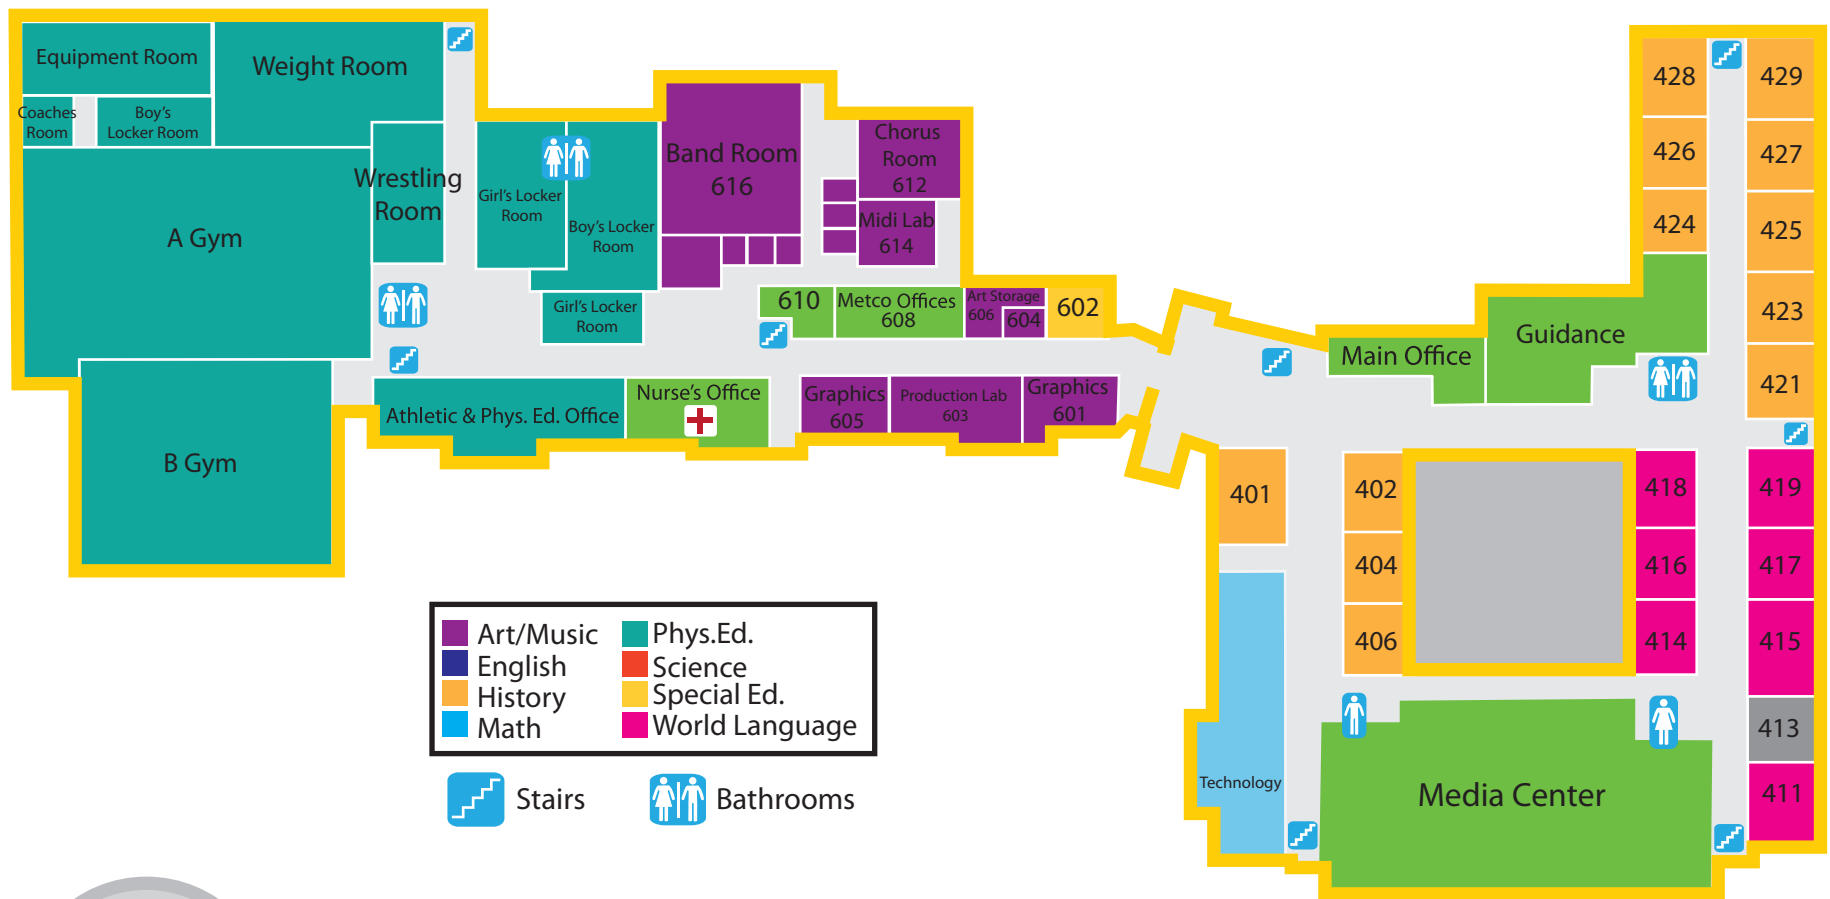 Equipment Room
Weight Room
Coaches
Room
Boy's
Locker Room
Wrestling
Room
A Gym
B Gym
Girl's Locker
Room
Boy's Locker
Room
Girl's Locker
Room
Band Room
616
Chorus
Room
612
Midi Lab
614
610
Metco Offices
608
Art Storage
606
604
602
Athletic & Phys. Ed. Office
Nurse's Office
Graphics
605
Production Lab
603
Graphics
601
Main Office
Guidance
428
429
426
427
424
425
423
421
401
402
404
406
418
419
416
417
414
415
413
411
Technology
Media Center
Art/Music
English
History
Math
Phys.Ed.
Science
Special Ed.
World Language
Stairs
Bathrooms